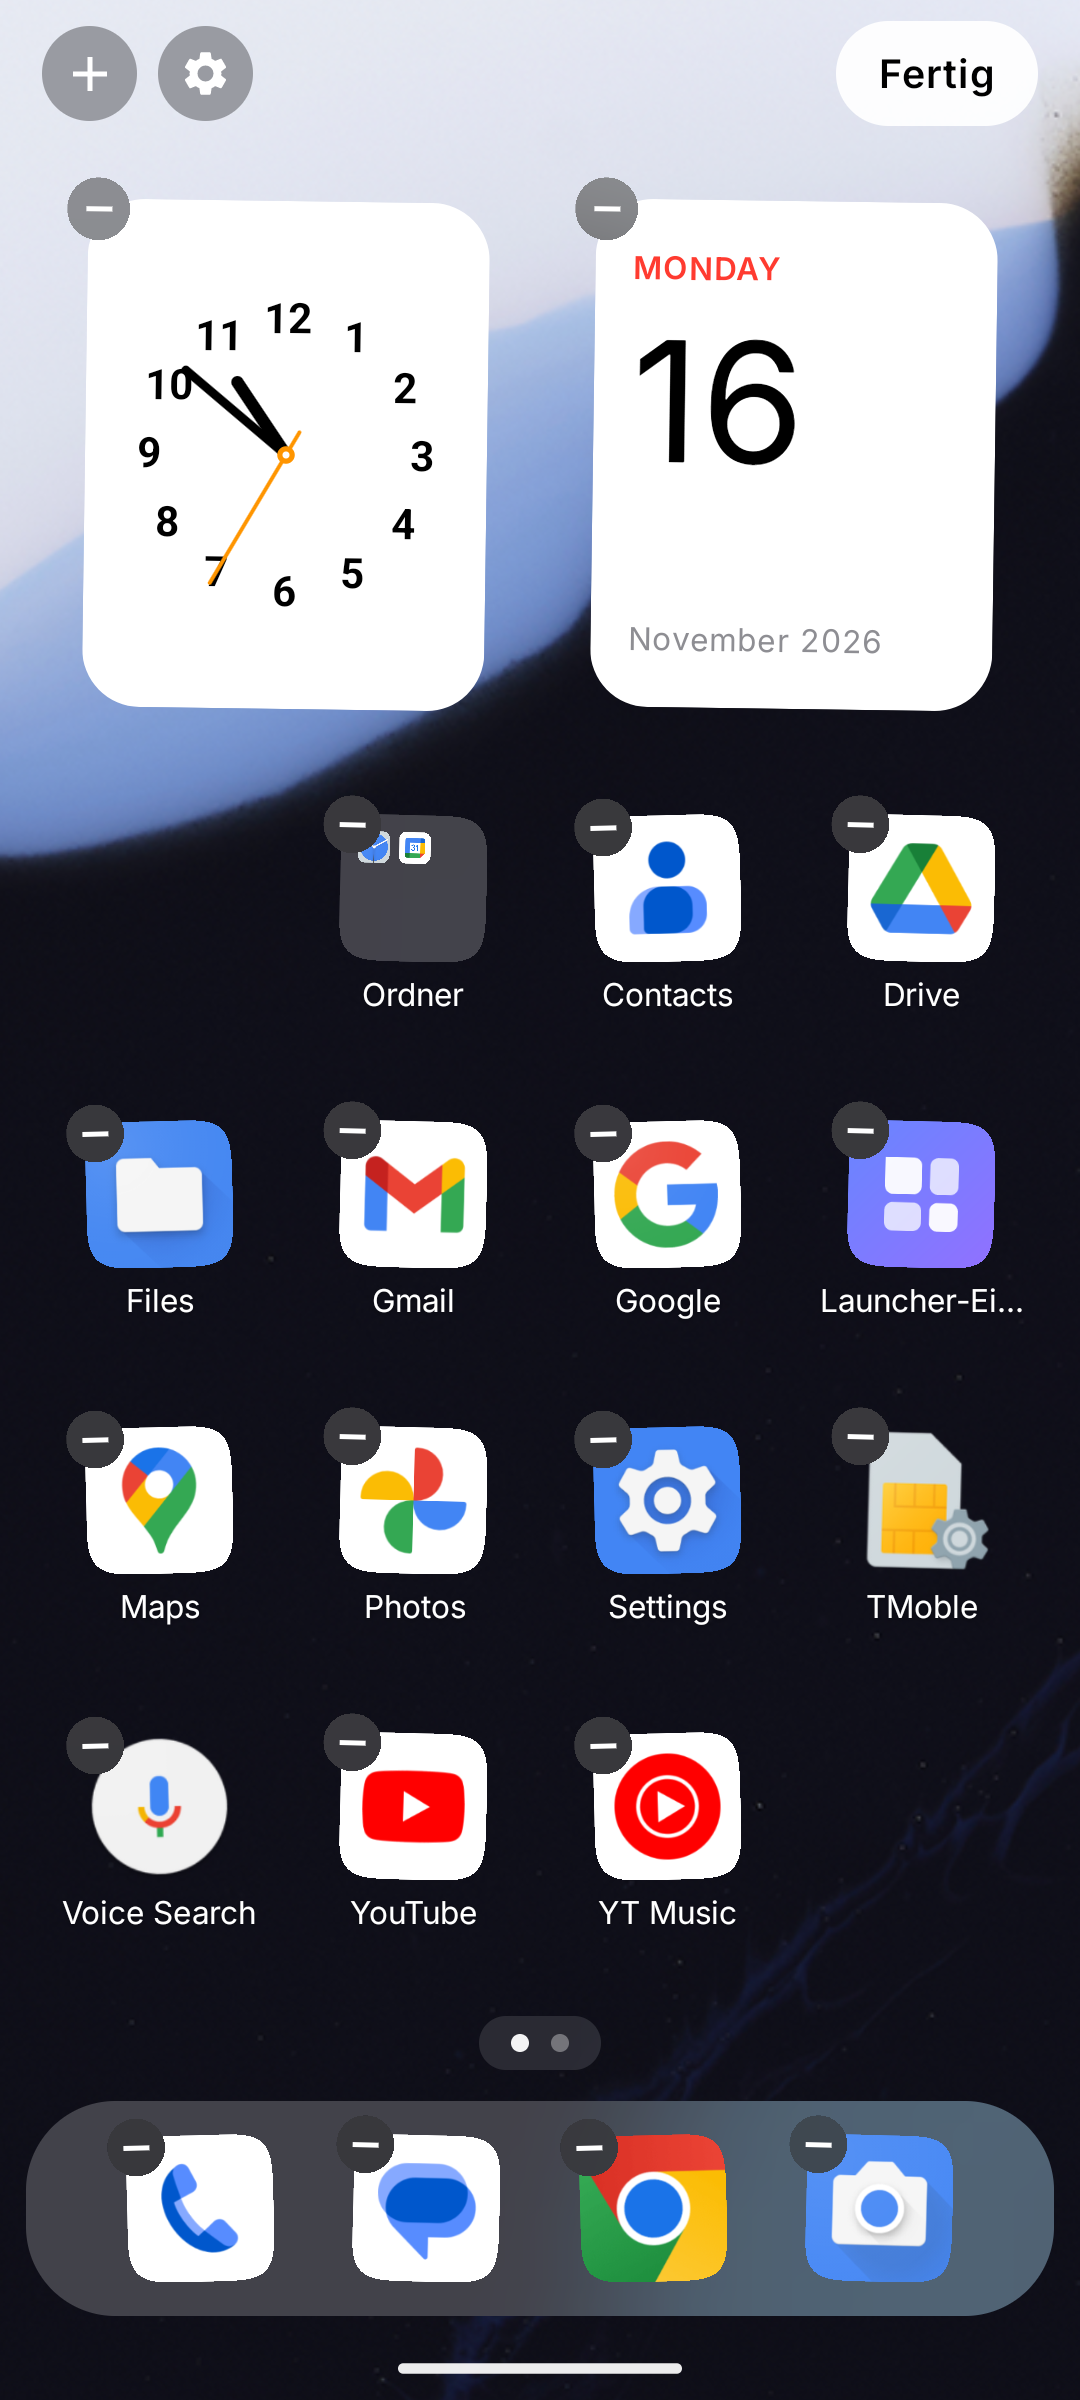 Fertig
12
11
1
10
2
9
3
8
4
7
5
6
MONDAY
16
November 2026
31
Ordner
Contacts
Drive
Files
Gmail
Google
Launcher-Ei...
Maps
Photos
Settings
TMoble
Voice Search
YouTube
YT Music